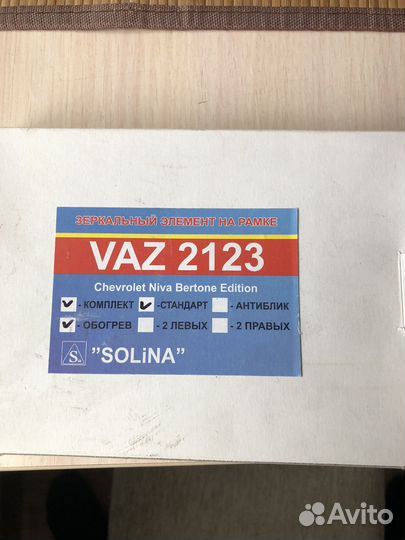 ЗЕРКАЛЬНЫЙ ЭЛЕМЕНТ НА РАМКЕ
VAZ 2123
Chevrolet Niva Bertone Edition
- КОМПЛЕКТ -СТАНДАРТ - АНТИБЛИК
- ОБОГРЕВ - 2 ЛЕВЫХ - 2 ПРАВЫХ
S "SOLiNA"
Avito